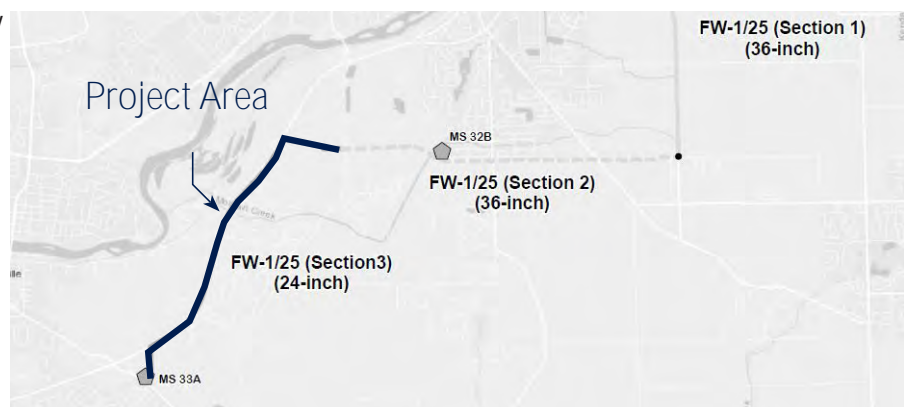 FW-1/25 (Section 1)
(36-inch)
Project Area
MS 32B
FW-1/25 (Section 2)
(36-inch)
Creek
FW-1/25 (Section3)
(24-inch)
MS 33A